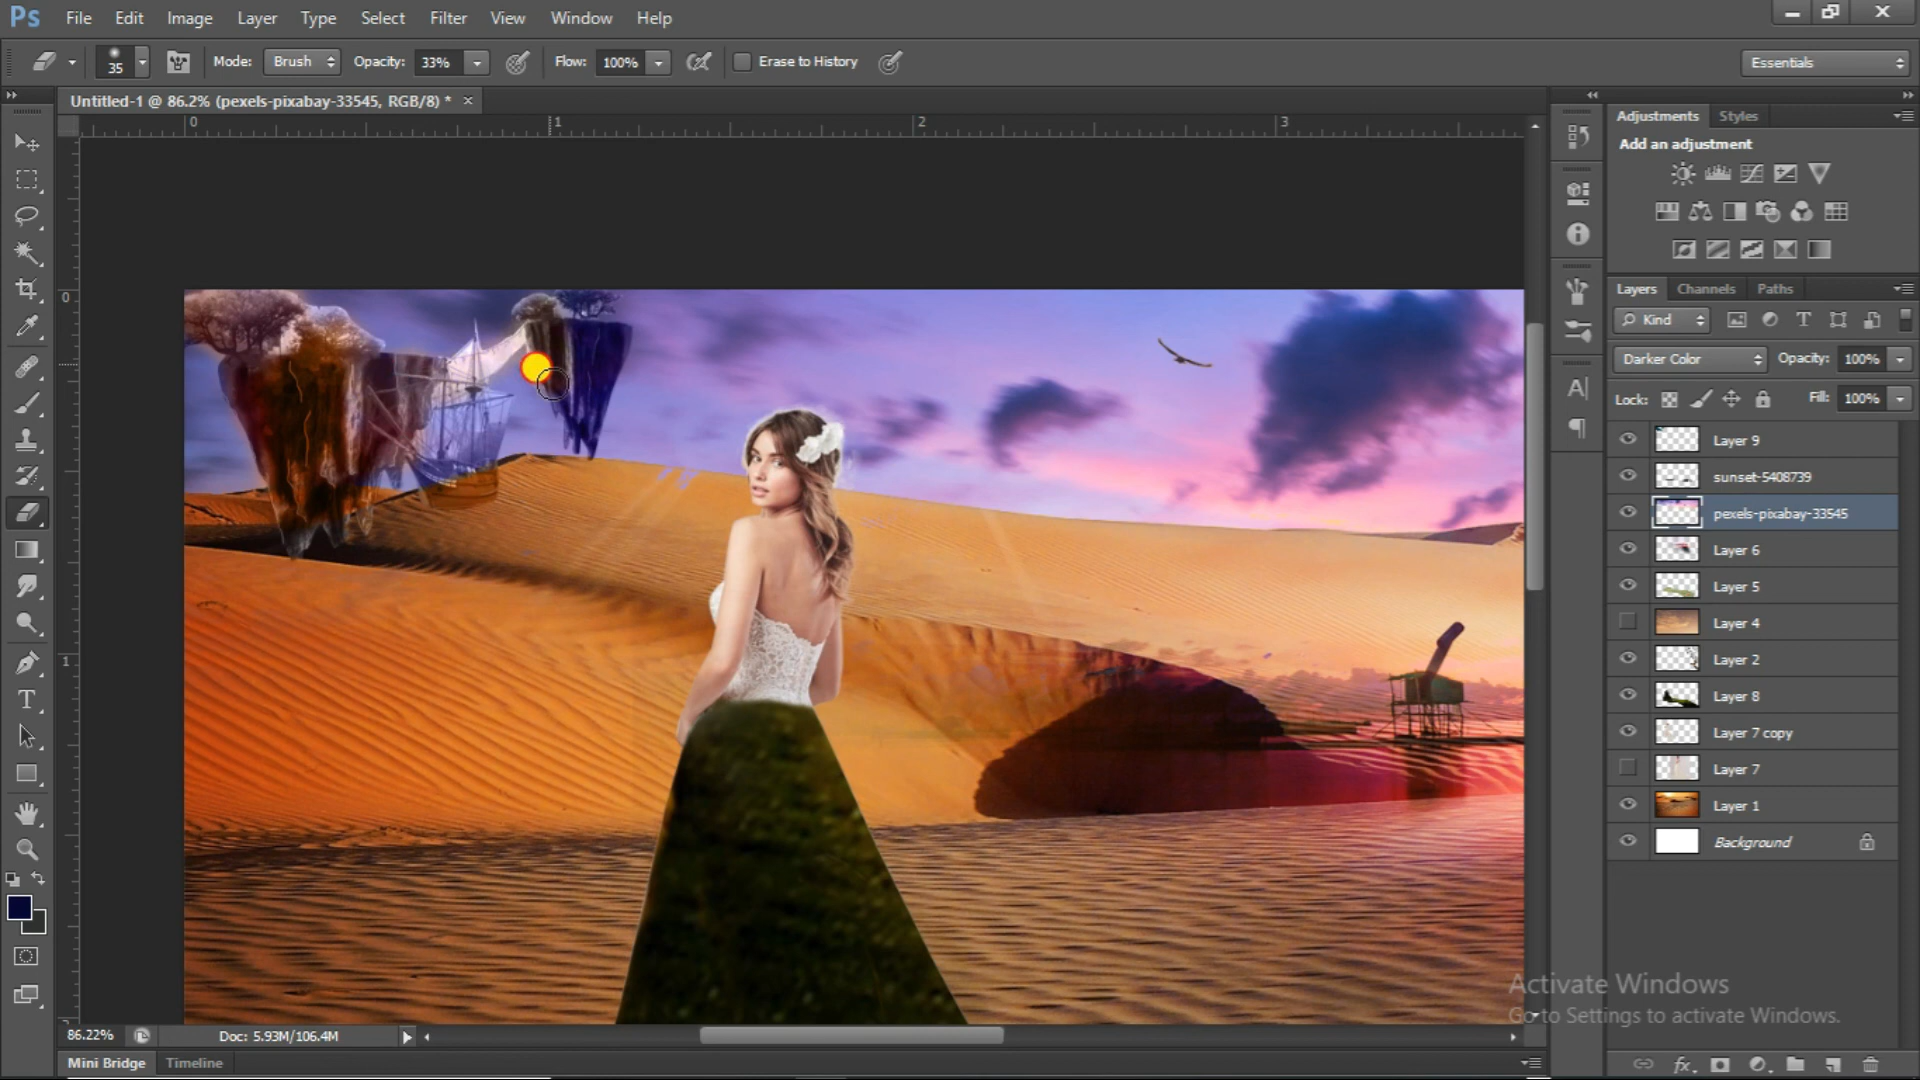 Ps File Edit Image Layer Type Select Filter View Window Help
35 Mode: Brush Opacity: 33% Flow: 100% Erase to History Essentials
Untitled-1 @ 86.2% (pexels-pixabay-33545, RGB/8) *
0 1 2 3
0
1
Adjustments Styles
Add an adjustment
Layers Channels Paths
Kind
Darker Color Opacity: 100%
Lock: Fill: 100%
Layer 9
sunset-5408739
pexels-pixabay-33545
Layer 6
Layer 5
Layer 4
Layer 2
Layer 8
Layer 7 copy
Layer 7
Layer 1
Background
Activate Windows
Go to Settings to activate Windows.
86.22% Doc: 5.93M/106.4M
Mini Bridge Timeline